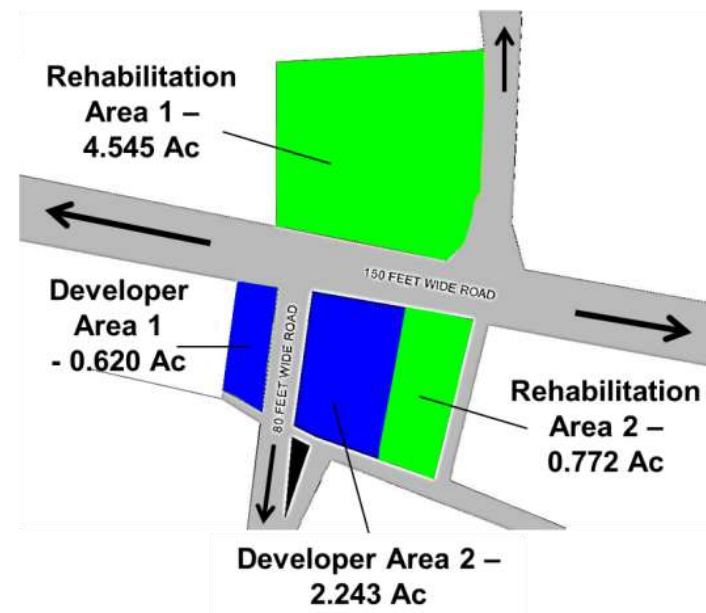 Rehabilitation
Area 1 –
4.545 Ac
150 FEET WIDE ROAD
Developer
Area 1
- 0.620 Ac
80 FEET WIDE ROAD
Rehabilitation
Area 2 –
0.772 Ac
Developer Area 2 –
2.243 Ac